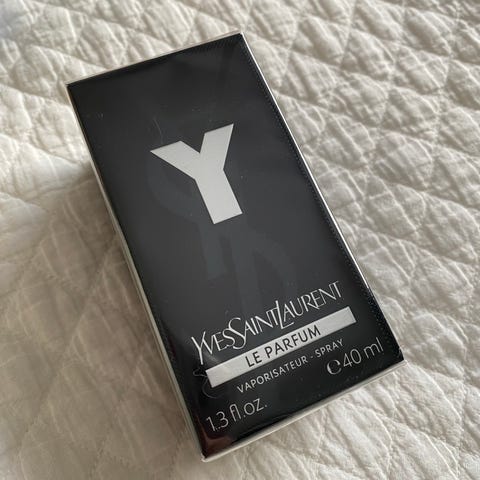 Y
YVESSAINTLAURENT
LE PARFUM
VAPORISATEUR - SPRAY
1.3 fl.oz. ℮40 ml